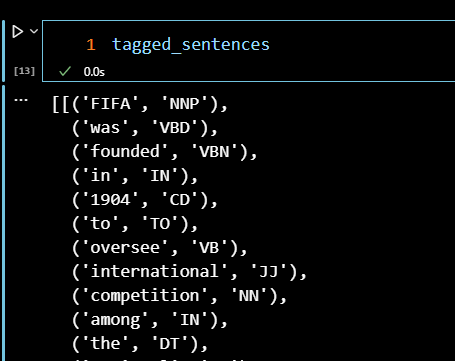 1 tagged_sentences
[13]
0.0s
... [[('FIFA', 'NNP'),
('was', 'VBD'),
('founded', 'VBN'),
('in', 'IN'),
('1904', 'CD'),
('to', 'TO'),
('oversee', 'VB'),
('international', 'JJ'),
('competition', 'NN'),
('among', 'IN'),
('the', 'DT'),